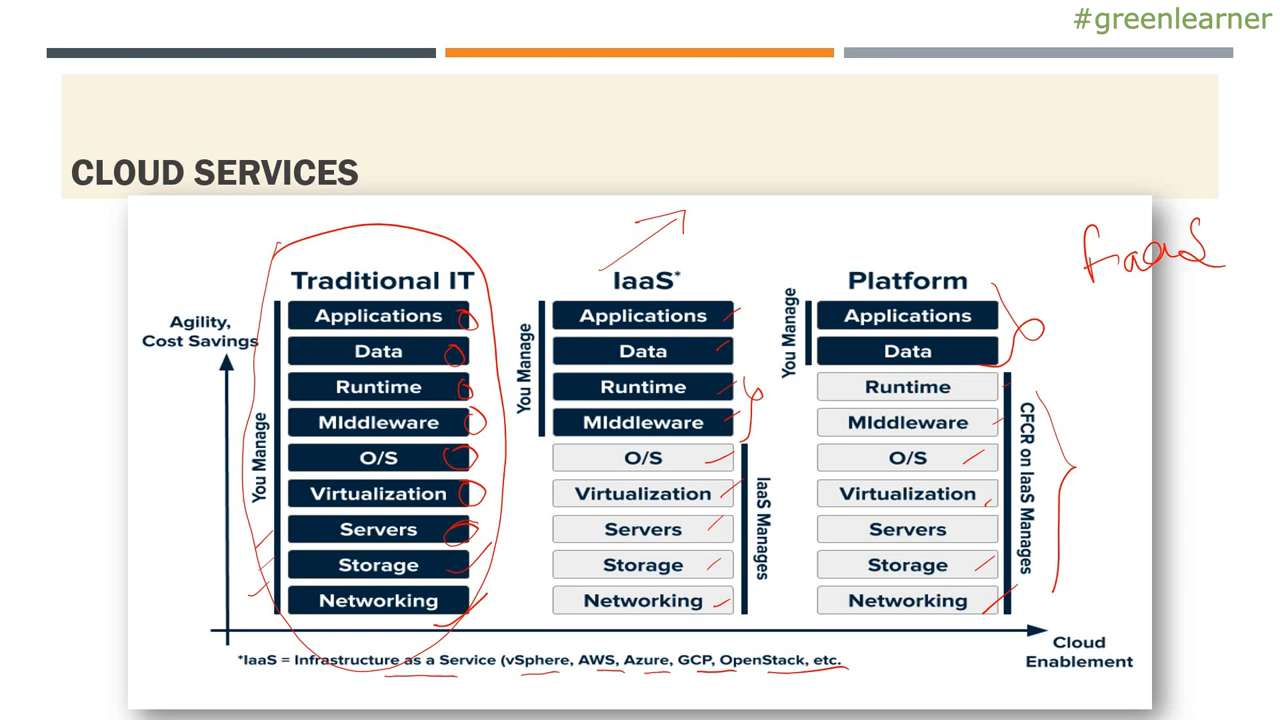 #greenlearner
CLOUD SERVICES
FaaS
Traditional IT
IaaS*
Platform
Agility,
Cost Savings
You Manage
Applications
Data
Runtime
MIddleware
O/S
Virtualization
Servers
Storage
Networking
You Manage
Applications
Data
Runtime
MIddleware
O/S
Virtualization
Servers
Storage
Networking
IaaS Manages
You Manage
Applications
Data
Runtime
MIddleware
O/S
Virtualization
Servers
Storage
Networking
CFCR on IaaS Manages
Cloud
Enablement
*IaaS = Infrastructure as a Service (vSphere, AWS, Azure, GCP, OpenStack, etc.